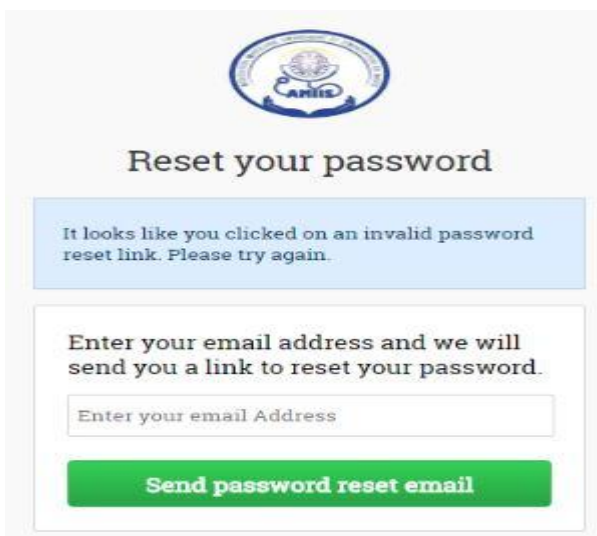 AMIIS
Reset your password
It looks like you clicked on an invalid password
reset link. Please try again.
Enter your email address and we will
send you a link to reset your password.
Enter your email Address
Send password reset email